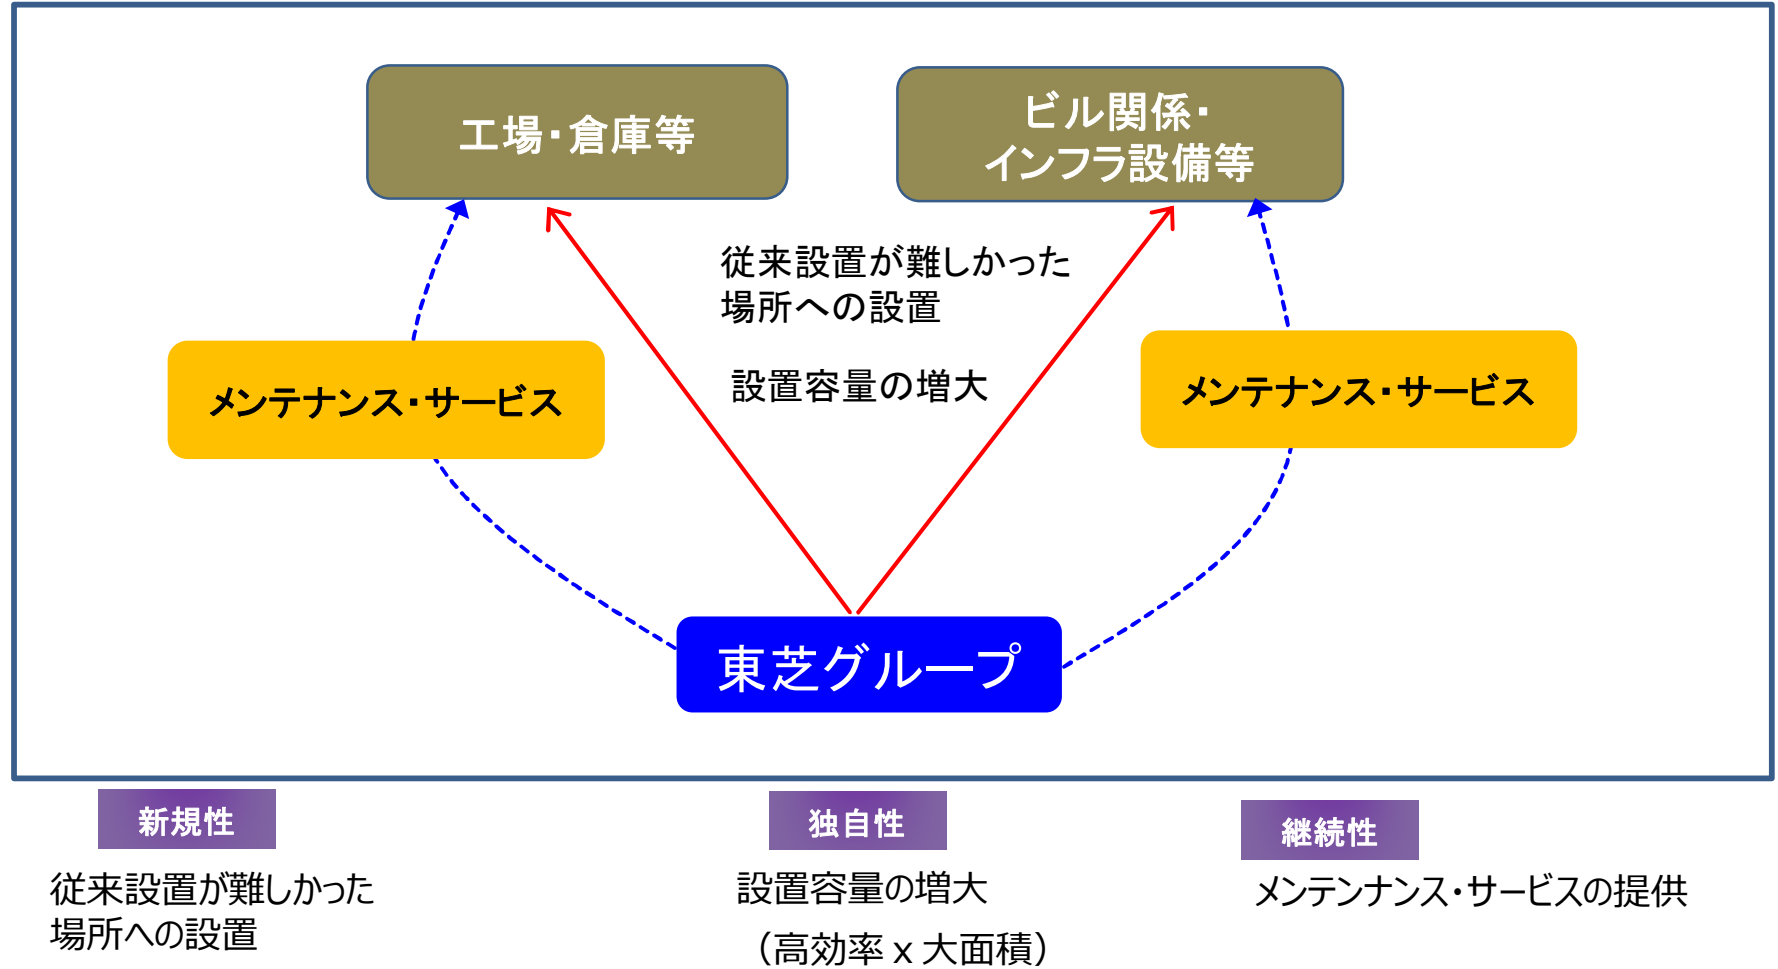 工場・倉庫等
ビル関係・
インフラ設備等
従来設置が難しかった
場所への設置
設置容量の増大
メンテナンス・サービス
メンテナンス・サービス
東芝グループ
新規性
従来設置が難しかった
場所への設置
独自性
設置容量の増大
（高効率 x 大面積）
継続性
メンテンナンス・サービスの提供